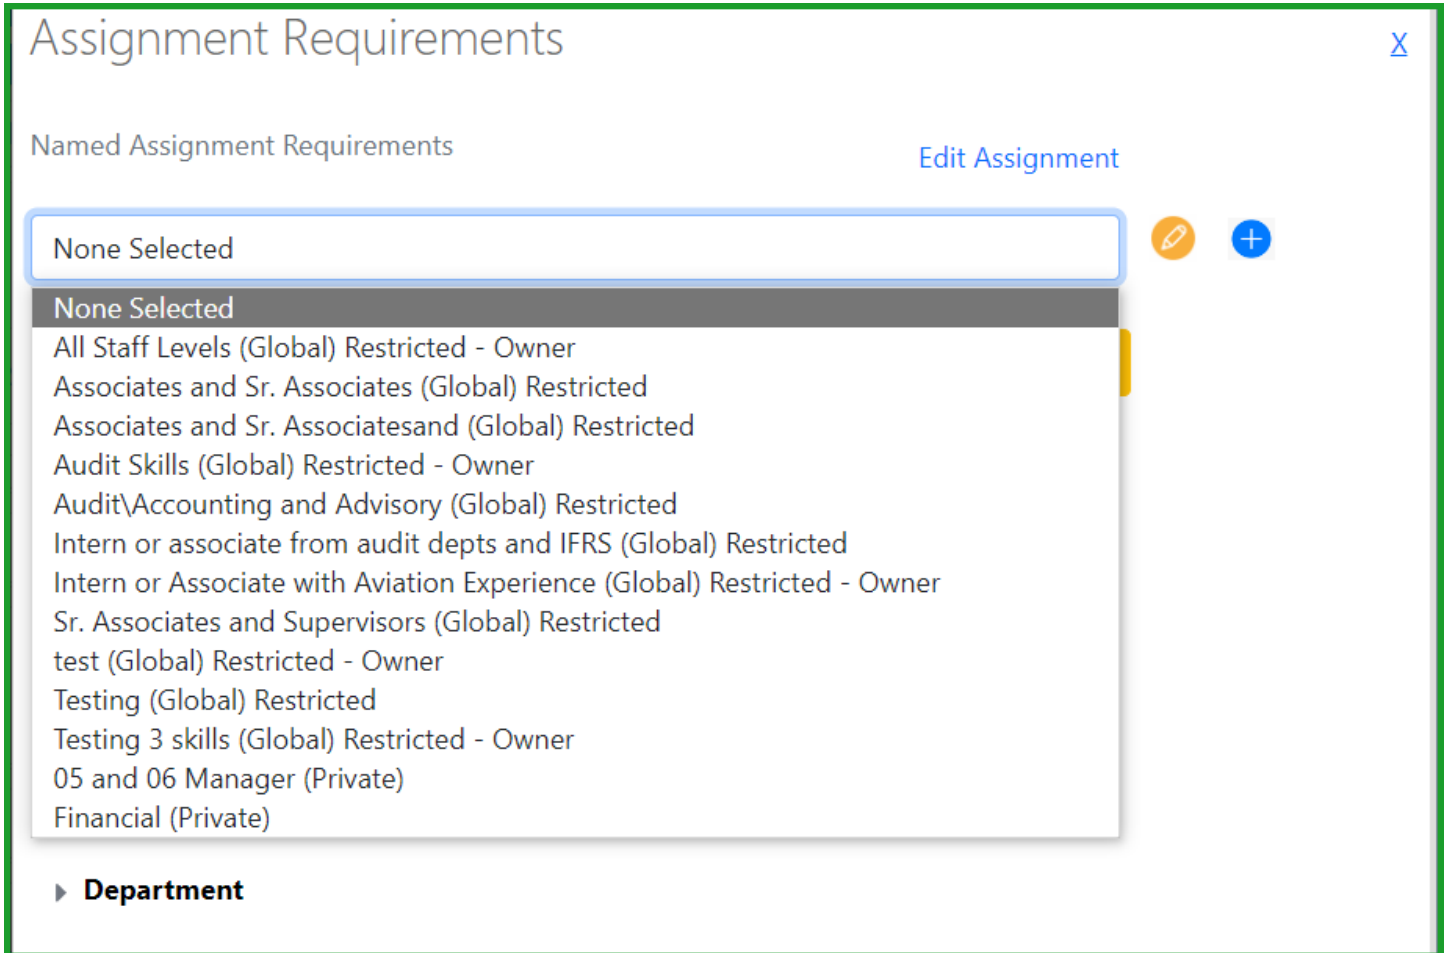 Assignment Requirements
X
Named Assignment Requirements
Edit Assignment
None Selected
None Selected
All Staff Levels (Global) Restricted - Owner
Associates and Sr. Associates (Global) Restricted
Associates and Sr. Associatesand (Global) Restricted
Audit Skills (Global) Restricted - Owner
Audit\Accounting and Advisory (Global) Restricted
Intern or associate from audit depts and IFRS (Global) Restricted
Intern or Associate with Aviation Experience (Global) Restricted - Owner
Sr. Associates and Supervisors (Global) Restricted
test (Global) Restricted - Owner
Testing (Global) Restricted
Testing 3 skills (Global) Restricted - Owner
05 and 06 Manager (Private)
Financial (Private)
Department